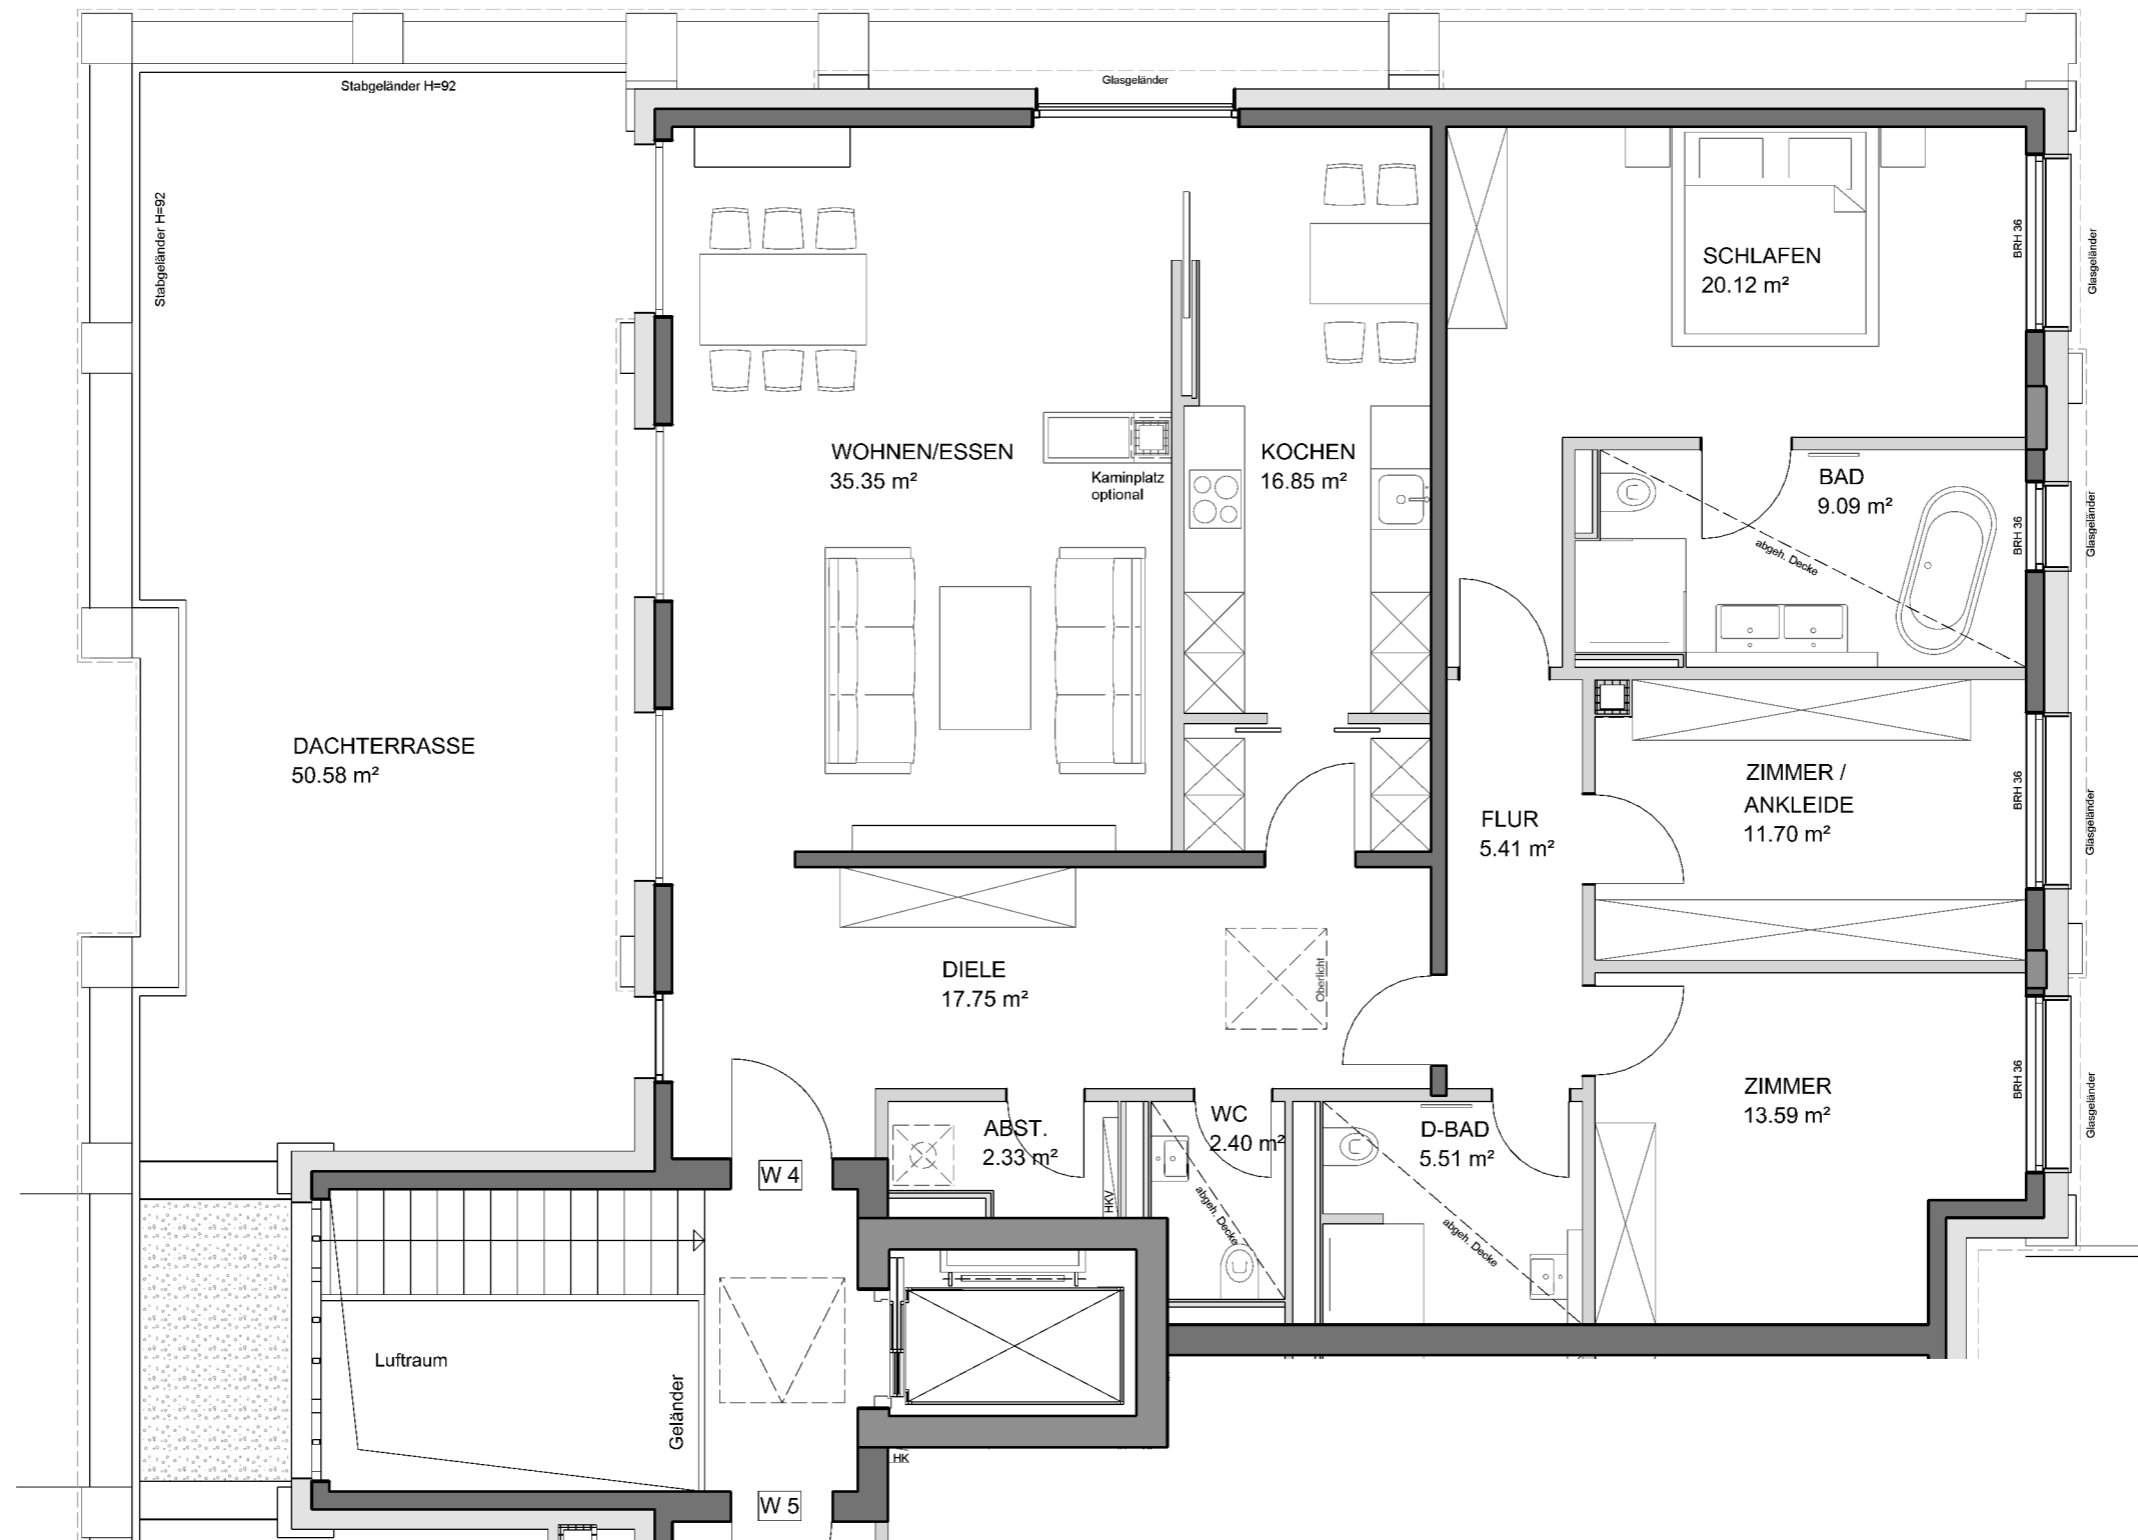 Stabgeländer H=92
Glasgeländer
Stabgeländer H=92
SCHLAFEN
20.12 m²
BRH 36
Glasgeländer
WOHNEN/ESSEN
35.35 m²
Kaminplatz
optional
KOCHEN
16.85 m²
BAD
9.09 m²
abgeh. Decke
BRH 36
Glasgeländer
DACHTERRASSE
50.58 m²
FLUR
5.41 m²
ZIMMER /
ANKLEIDE
11.70 m²
BRH 36
Glasgeländer
DIELE
17.75 m²
Oberlicht
ZIMMER
13.59 m²
BRH 36
Glasgeländer
ABST.
2.33 m²
HKV
WC
2.40 m²
abgeh. Decke
D-BAD
5.51 m²
abgeh. Decke
W 4
Luftraum
Geländer
HK
W 5